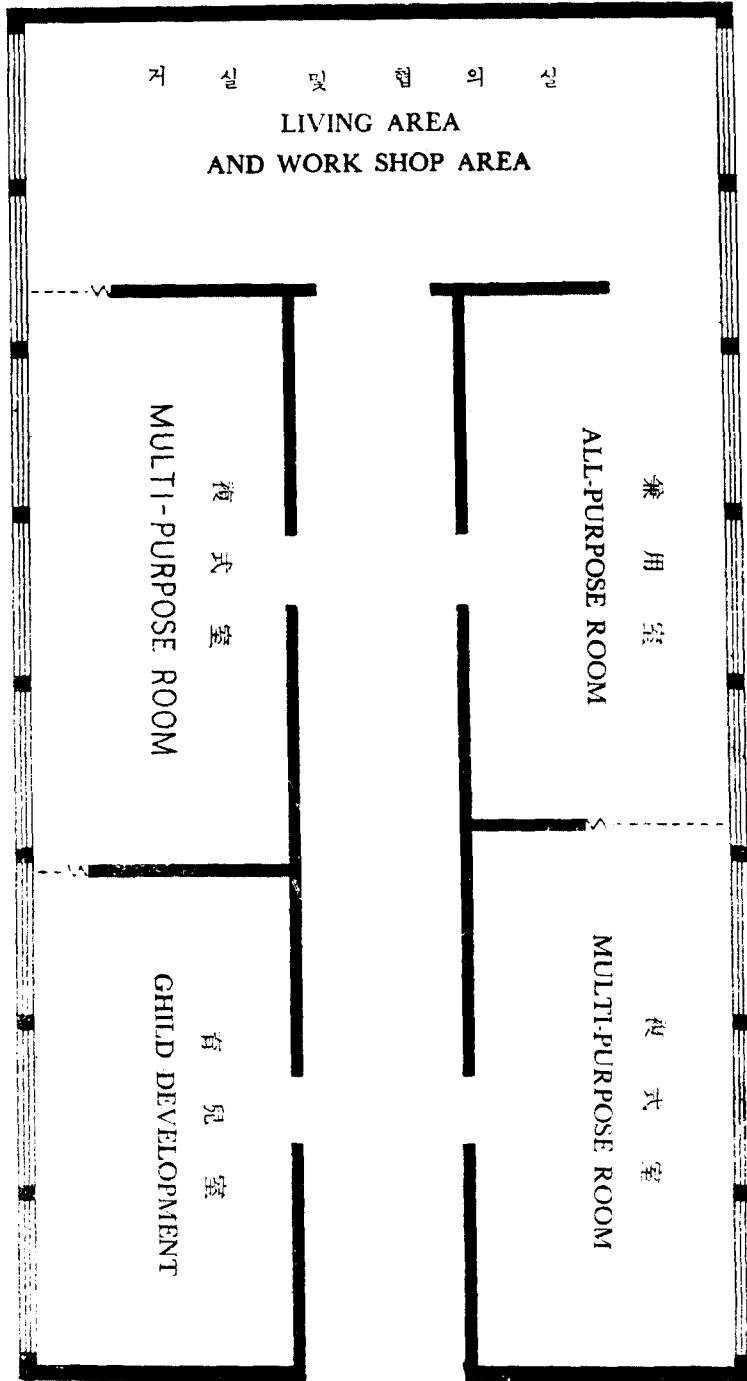 거 실 및 협 의 실
LIVING AREA
AND WORK SHOP AREA
複 式 室
MULTI-PURPOSE ROOM
兼 用 室
ALL-PURPOSE ROOM
育 兒 室
GHILD DEVELOPMENT
複 式 室
MULTI-PURPOSE ROOM